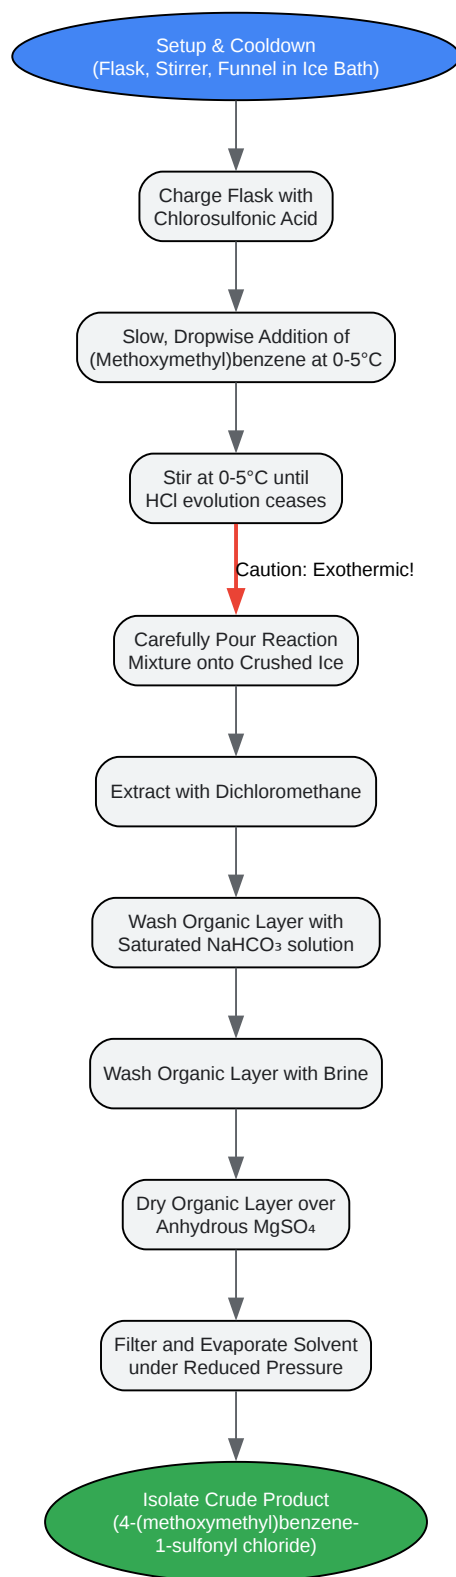 Setup & Cooldown
(Flask, Stirrer, Funnel in Ice Bath)
Charge Flask with
Chlorosulfonic Acid
Slow, Dropwise Addition of
(Methoxymethyl)benzene at 0-5°C
Stir at 0-5°C until
HCl evolution ceases
Caution: Exothermic!
Carefully Pour Reaction
Mixture onto Crushed Ice
Extract with Dichloromethane
Wash Organic Layer with
Saturated NaHCO₃ solution
Wash Organic Layer with Brine
Dry Organic Layer over
Anhydrous MgSO₄
Filter and Evaporate Solvent
under Reduced Pressure
Isolate Crude Product
(4-(methoxymethyl)benzene-
1-sulfonyl chloride)